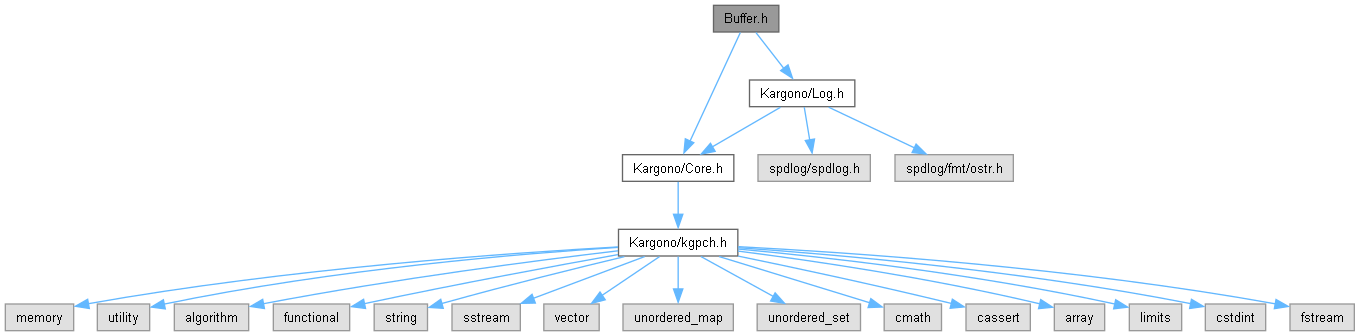 Buffer.h
Kargono/Log.h
Kargono/Core.h
spdlog/spdlog.h
spdlog/fmt/ostr.h
Kargono/kgpch.h
memory
utility
algorithm
functional
string
sstream
vector
unordered_map
unordered_set
cmath
cassert
array
limits
cstdint
fstream